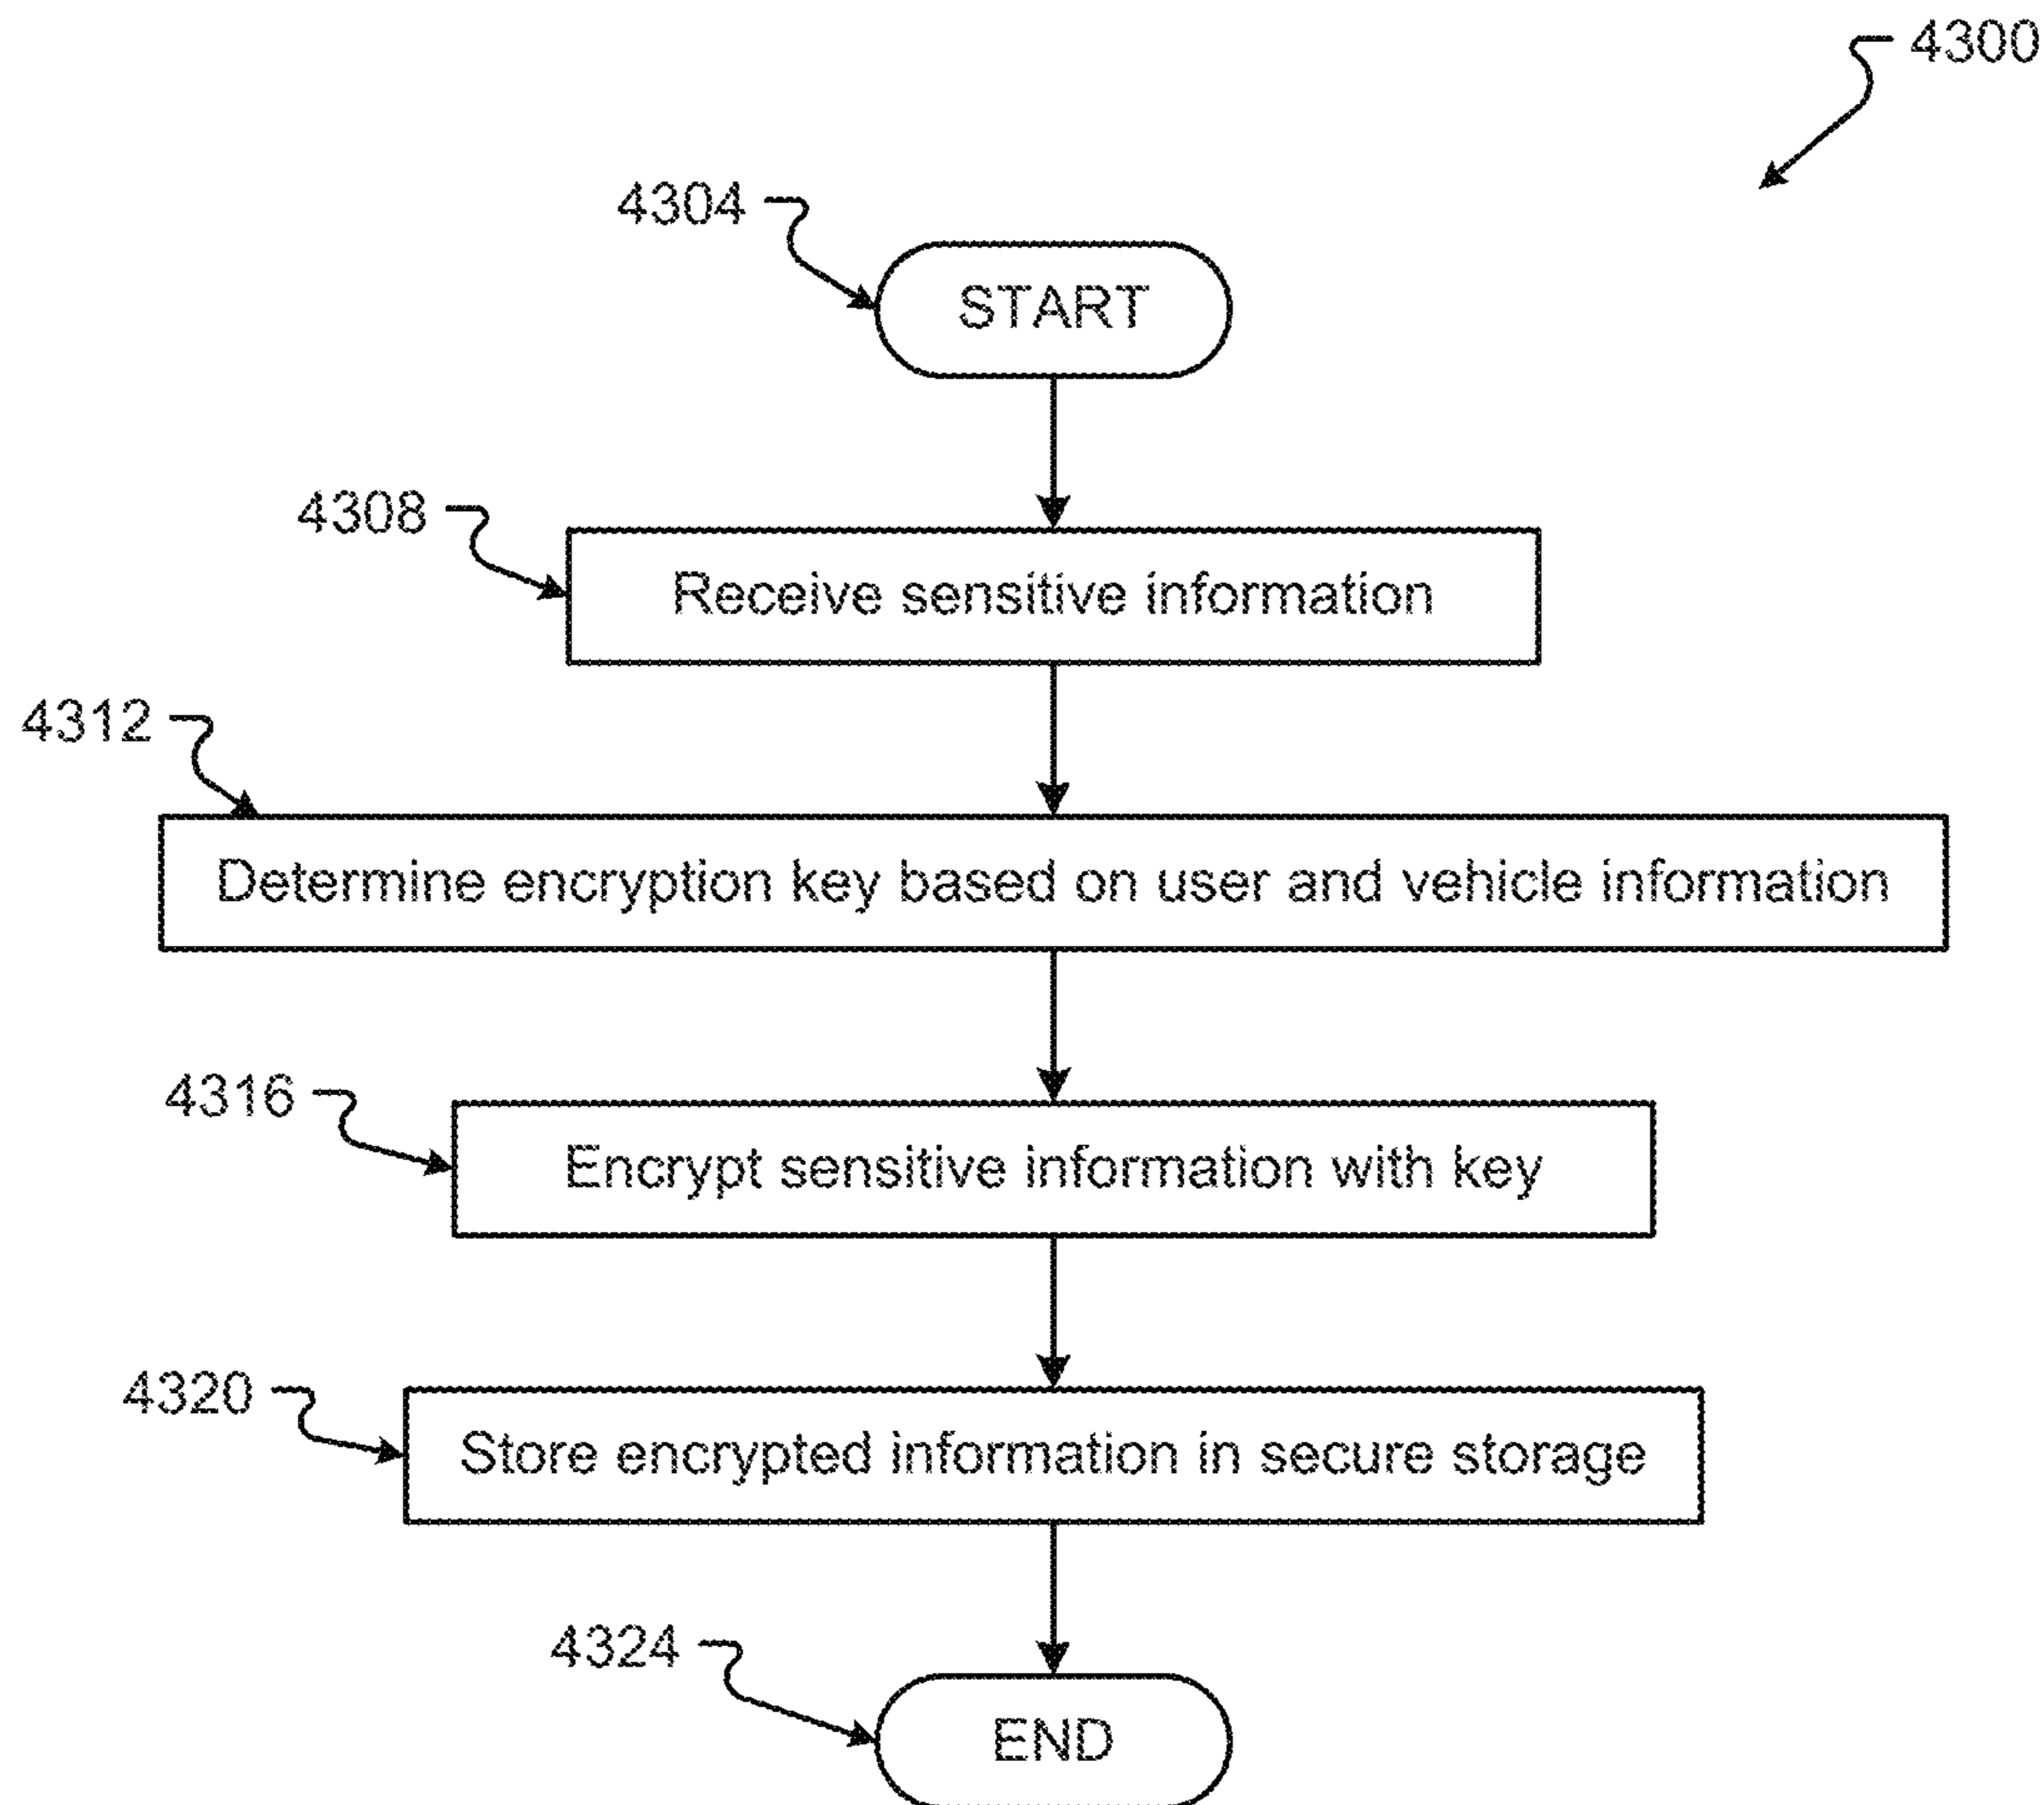 4300
4304
START
4308
Receive sensitive information
4312
Determine encryption key based on user and vehicle information
4316
Encrypt sensitive information with key
4320
Store encrypted information in secure storage
4324
END